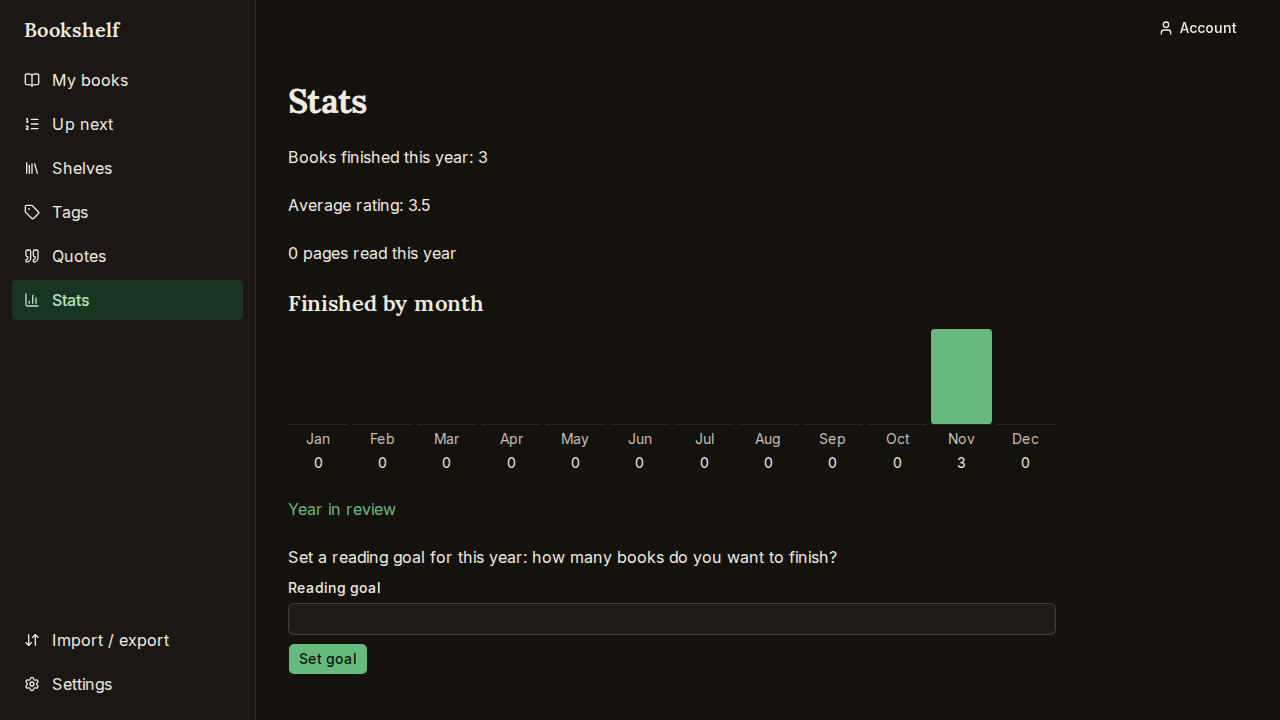 Bookshelf
My books
Up next
Shelves
Tags
Quotes
Stats
Import / export
Settings
Account
Stats
Books finished this year: 3
Average rating: 3.5
0 pages read this year
Finished by month
Jan Feb Mar Apr May Jun Jul Aug Sep Oct Nov Dec
0 0 0 0 0 0 0 0 0 0 3 0
Year in review
Set a reading goal for this year: how many books do you want to finish?
Reading goal
Set goal